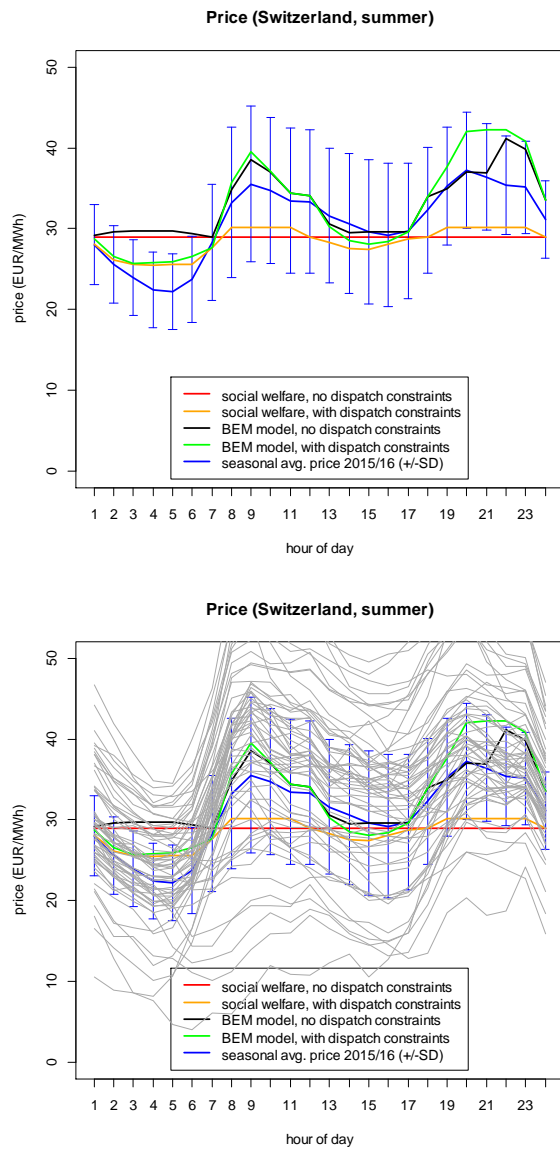 Price (Switzerland, summer)
50
40
30
20
10
0
price (EUR/MWh)
social welfare, no dispatch constraints
social welfare, with dispatch constraints
BEM model, no dispatch constraints
BEM model, with dispatch constraints
seasonal avg. price 2015/16 (+/-SD)
1 2 3 4 5 6 7 8 9 11 13 15 17 19 21 23
hour of day
Price (Switzerland, summer)
50
40
30
20
10
0
price (EUR/MWh)
social welfare, no dispatch constraints
social welfare, with dispatch constraints
BEM model, no dispatch constraints
BEM model, with dispatch constraints
seasonal avg. price 2015/16 (+/-SD)
1 2 3 4 5 6 7 8 9 11 13 15 17 19 21 23
hour of day